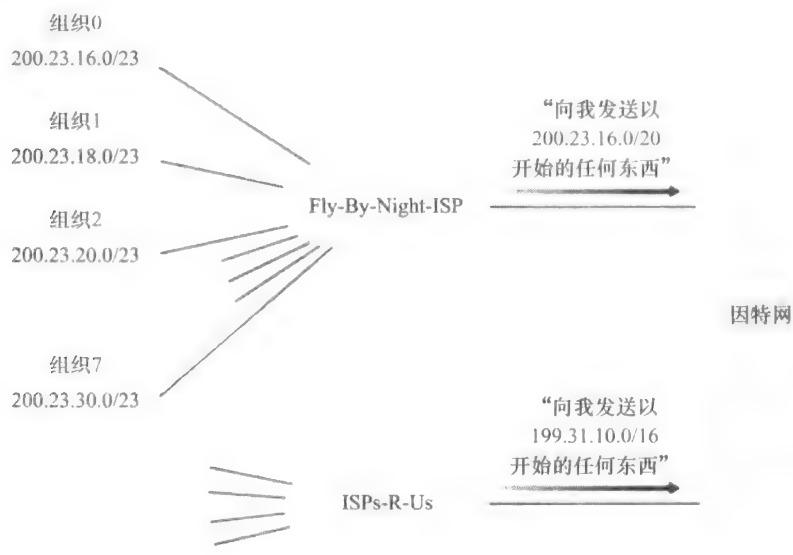 组织0
200.23.16.0/23
组织1
200.23.18.0/23
组织2
200.23.20.0/23
组织7
200.23.30.0/23
Fly-By-Night-ISP
“向我发送以
200.23.16.0/20
开始的任何东西”
因特网
“向我发送以
199.31.10.0/16
开始的任何东西”
ISPs-R-Us